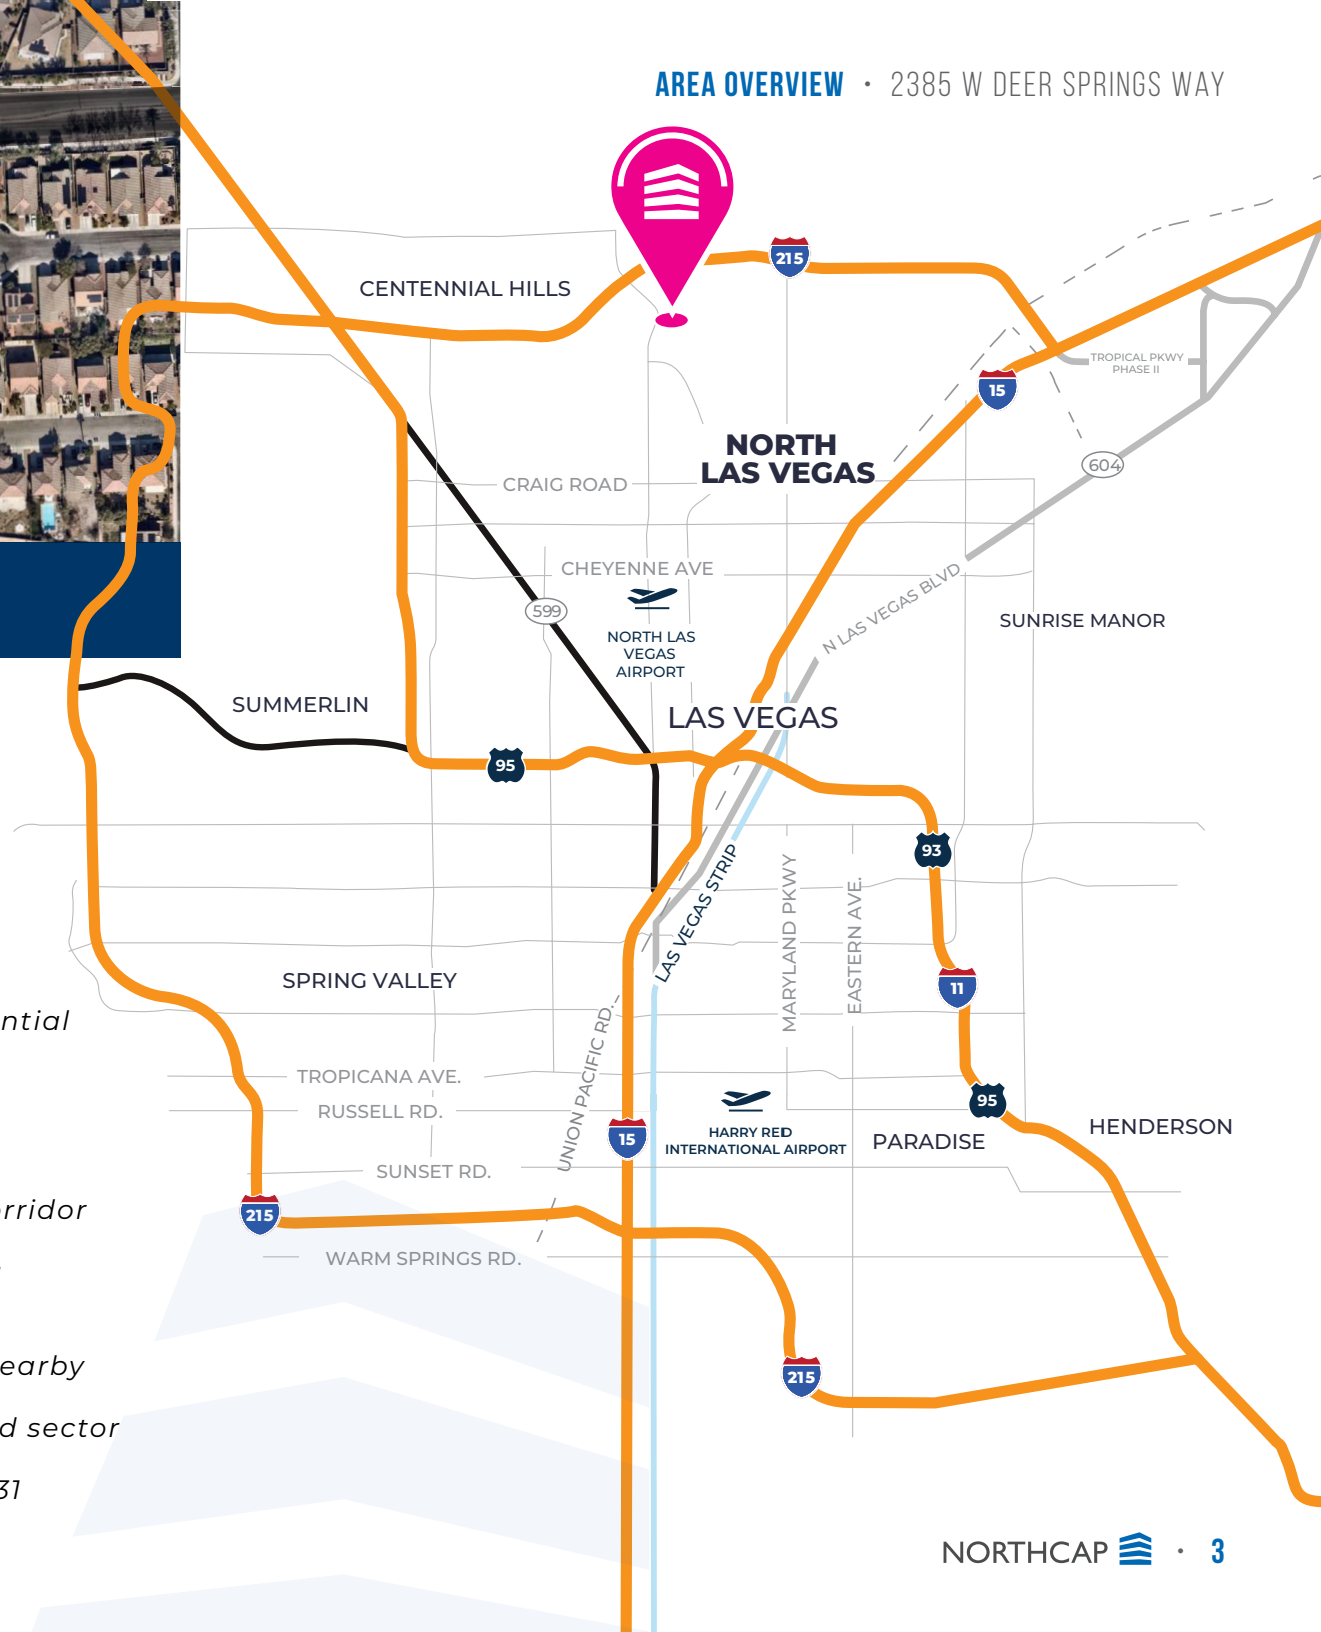 AREA OVERVIEW • 2385 W DEER SPRINGS WAY
215
CENTENNIAL HILLS
TROPICAL PKWY
PHASE II
15
NORTH
LAS VEGAS
604
CRAIG ROAD
CHEYENNE AVE
599
N LAS VEGAS BLVD
SUNRISE MANOR
NORTH LAS
VEGAS
AIRPORT
SUMMERLIN
LAS VEGAS
95
93
LAS VEGAS STRIP
MARYLAND PKWY
EASTERN AVE.
SPRING VALLEY
11
ntial
UNION PACIFIC RD.
TROPICANA AVE.
RUSSELL RD.
95
15
HARRY REID
INTERNATIONAL AIRPORT
PARADISE
HENDERSON
SUNSET RD.
rridor
215
WARM SPRINGS RD.
earby
215
d sector
31
NORTHCAP • 3